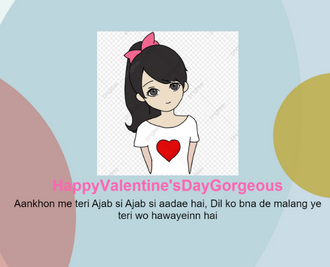 HappyValentine'sDayGorgeous
Aankhon me teri Ajab si Ajab si aadae hai, Dil ko bna de malang ye
teri wo hawayeinn hai